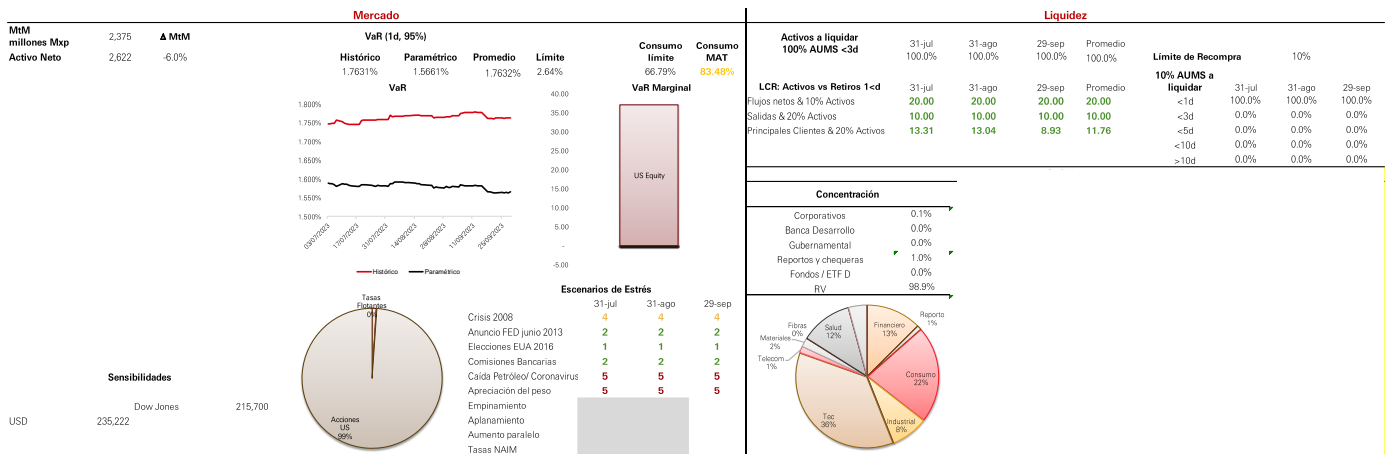 Mercado
MtM
millones Mxp
2,375
Δ MtM
Activo Neto
2,622
-6.0%
VaR (1d, 95%)
Histórico Paramétrico Promedio Límite
1.7631% 1.5661% 1.7632% 2.64%
Consumo límite
Consumo MAT
66.79% 83.48%
VaR
1.800%
1.750%
1.700%
1.650%
1.600%
1.550%
1.500%
03/07/2023 17/07/2023 31/07/2023 14/08/2023 28/08/2023 11/09/2023 25/09/2023
Histórico Paramétrico
VaR Marginal
40.00
35.00
30.00
25.00
20.00
15.00
10.00
5.00
-
-5.00
US Equity
Tasas Flotantes 0%
Acciones US 99%
Sensibilidades
Dow Jones 215,700
USD 235,222
Escenarios de Estrés
31-jul 31-ago 29-sep
Crisis 2008 4 4 4
Anuncio FED junio 2013 2 2 2
Elecciones EUA 2016 1 1 1
Comisiones Bancarias 2 2 2
Caída Petróleo/ Coronavirus 5 5 5
Apreciación del peso 5 5 5
Empinamiento
Aplanamiento
Aumento paralelo
Tasas NAIM
Liquidez
Activos a liquidar
100% AUMS <3d
31-jul 31-ago 29-sep Promedio
100.0% 100.0% 100.0% 100.0%
LCR: Activos vs Retiros 1<d 31-jul 31-ago 29-sep Promedio
Flujos netos & 10% Activos 20.00 20.00 20.00 20.00
Salidas & 20% Activos 10.00 10.00 10.00 10.00
Principales Clientes & 20% Activos 13.31 13.04 8.93 11.76
Límite de Recompra 10%
10% AUMS a
liquidar 31-jul 31-ago 29-sep
<1d 100.0% 100.0% 100.0%
<3d 0.0% 0.0% 0.0%
<5d 0.0% 0.0% 0.0%
<10d 0.0% 0.0% 0.0%
>10d 0.0% 0.0% 0.0%
Concentración
Corporativos 0.1%
Banca Desarrollo 0.0%
Gubernamental 0.0%
Reportos y chequeras 1.0%
Fondos / ETF D 0.0%
RV 98.9%
Financiero 13%
Reporto 1%
Consumo 22%
Industrial 8%
Tec 36%
Telecom 1%
Materiales 2%
Fibras 0%
Salud 12%